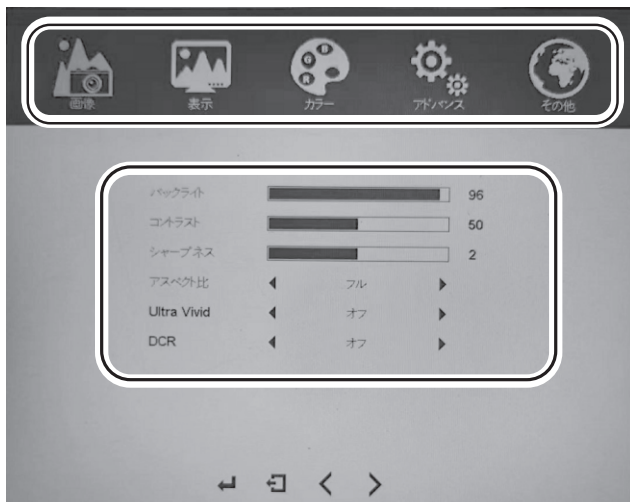 画像 表示 カラー アドバンス その他
バックライト 96
コントラスト 50
シャープネス 2
アスペクト比 フル
Ultra Vivid オフ
DCR オフ